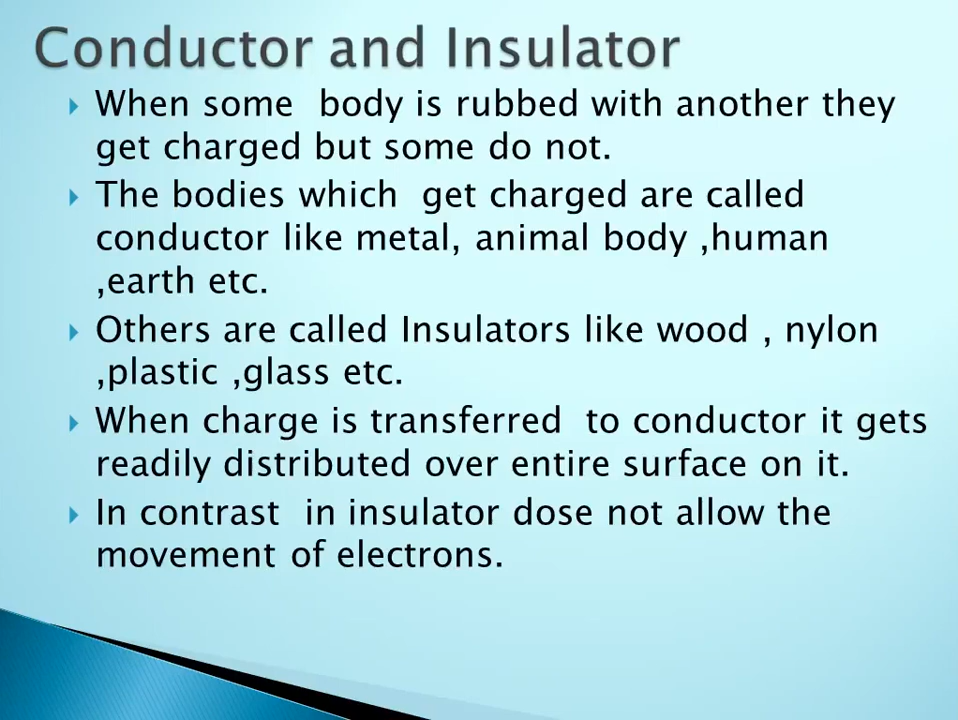 Conductor and Insulator
When some body is rubbed with another they
get charged but some do not.
The bodies which get charged are called
conductor like metal, animal body ,human
,earth etc.
Others are called Insulators like wood , nylon
,plastic ,glass etc.
When charge is transferred to conductor it gets
readily distributed over entire surface on it.
In contrast in insulator dose not allow the
movement of electrons.